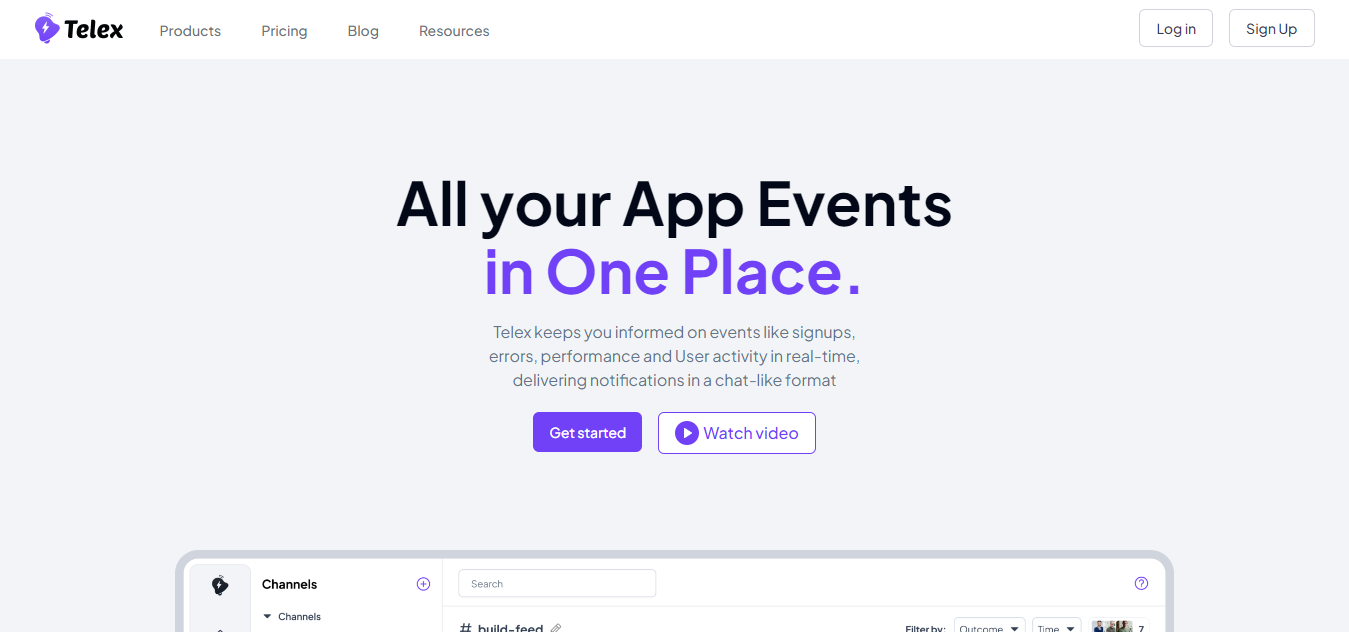 Telex Products Pricing Blog Resources Log in Sign Up
All your App Events
in One Place.
Telex keeps you informed on events like signups,
errors, performance and User activity in real-time,
delivering notifications in a chat-like format
Get started Watch video
Channels Search
Channels
# build-feed Filter by: Outcome Time 7